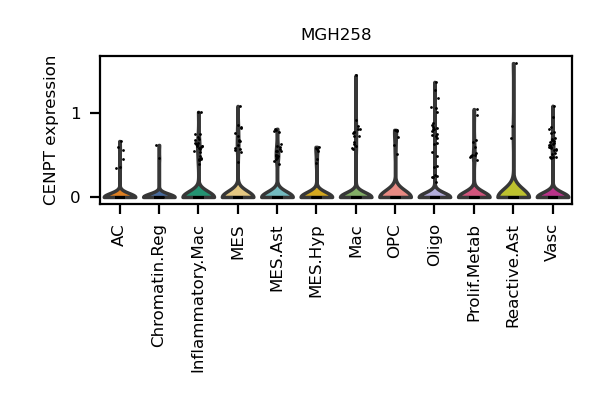 MGH258
CENPT expression
1
0
AC
Chromatin.Reg
Inflammatory.Mac
MES
MES.Ast
MES.Hyp
Mac
OPC
Oligo
Prolif.Metab
Reactive.Ast
Vasc